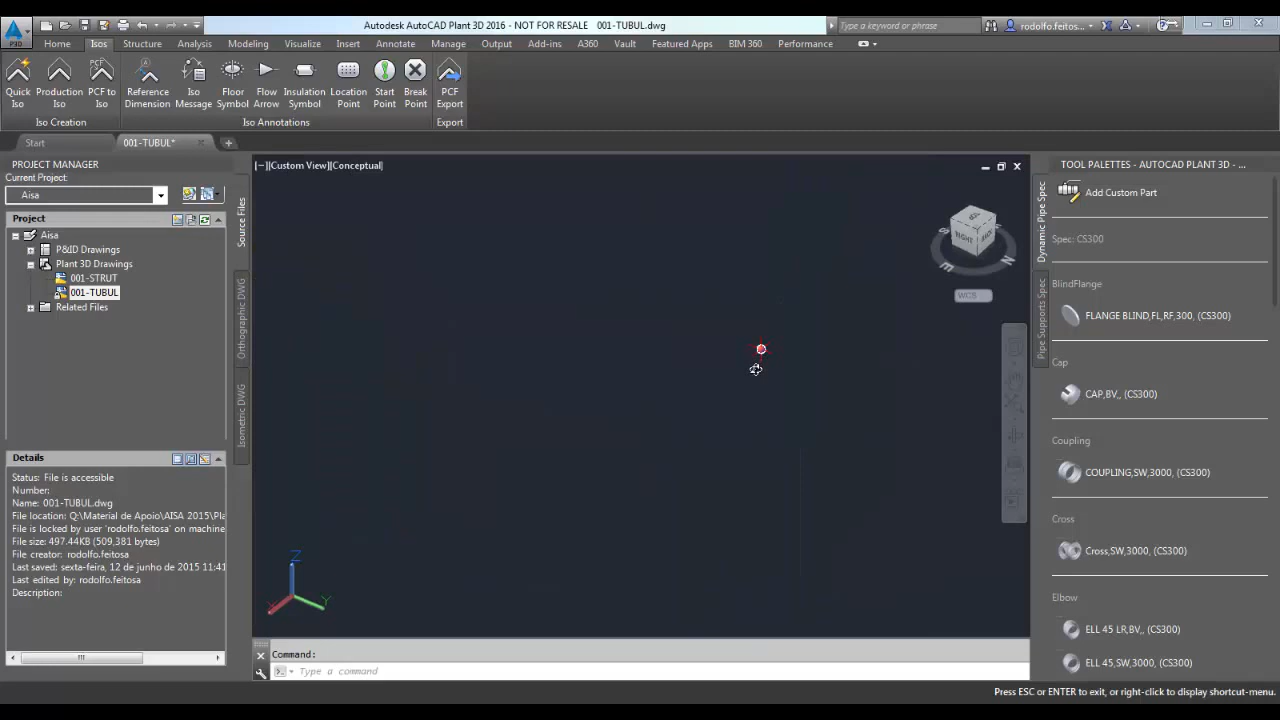 Autodesk AutoCAD Plant 3D 2016 - NOT FOR RESALE 001-TUBUL.dwg
Type a keyword or phrase
rodolfo.feitos...
P3D
Home Isos Structure Analysis Modeling Visualize Insert Annotate Manage Output Add-ins A360 Vault Featured Apps BIM 360 Performance
Quick Iso
Production Iso
PCF to Iso
Reference Dimension
Iso Message
Floor Symbol
Flow Arrow
Insulation Symbol
Location Point
Start Point
Break Point
PCF Export
Iso Creation
Iso Annotations
Export
Start
001-TUBUL*
PROJECT MANAGER
Current Project:
Aisa
Project
Aisa
P&ID Drawings
Plant 3D Drawings
001-STRUT
001-TUBUL
Related Files
Source Files
Orthographic DWG
Isometric DWG
Details
Status: File is accessible
Number:
Name: 001-TUBUL.dwg
File location: Q:\Material de Apoio\AISA 2015\Pla
File is locked by user 'rodolfo.feitosa' on machine
File size: 497.44KB (509,381 bytes)
File creator: rodolfo.feitosa
Last saved: sexta-feira, 12 de junho de 2015 11:41
Last edited by: rodolfo.feitosa
Description:
[−][Custom View][Conceptual]
RIGHT
BACK
S
E
N
WCS
Z
X
Y
Command:
Type a command
TOOL PALETTES - AUTOCAD PLANT 3D - ...
Dynamic Pipe Spec
Pipe Supports Spec
Add Custom Part
Spec: CS300
BlindFlange
FLANGE BLIND,FL,RF,300, (CS300)
Cap
CAP,BV,, (CS300)
Coupling
COUPLING,SW,3000, (CS300)
Cross
Cross,SW,3000, (CS300)
Elbow
ELL 45 LR,BV,, (CS300)
ELL 45,SW,3000, (CS300)
Press ESC or ENTER to exit, or right-click to display shortcut-menu.